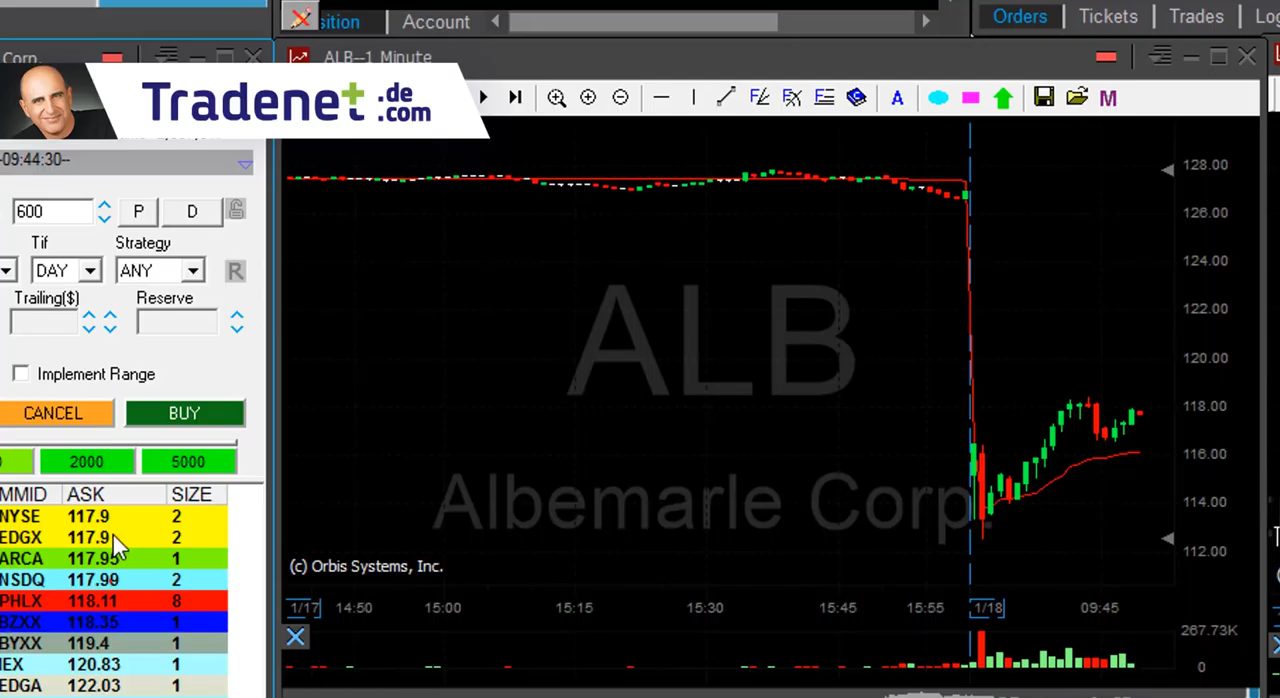 sition
Account
Orders
Tickets
Trades
Log
Corp.
ALB--1 Minute
Tradenet .de .com
A
M
-09:44:30--
600
P
D
Tif
Strategy
DAY
ANY
R
Trailing($)
Reserve
Implement Range
CANCEL
BUY
0
2000
5000
MMID ASK SIZE
NYSE 117.9 2
EDGX 117.9 2
ARCA 117.95 1
NSDQ 117.99 2
PHLX 118.11 8
BZXX 118.35 1
BYXX 119.4 1
IEX 120.83 1
EDGA 122.03 1
ALB
Albemarle Corp.
(c) Orbis Systems, Inc.
128.00
126.00
124.00
122.00
120.00
118.00
116.00
114.00
112.00
1/17 14:50 15:00 15:15 15:30 15:45 15:55 1/18 09:45
267.73K
0